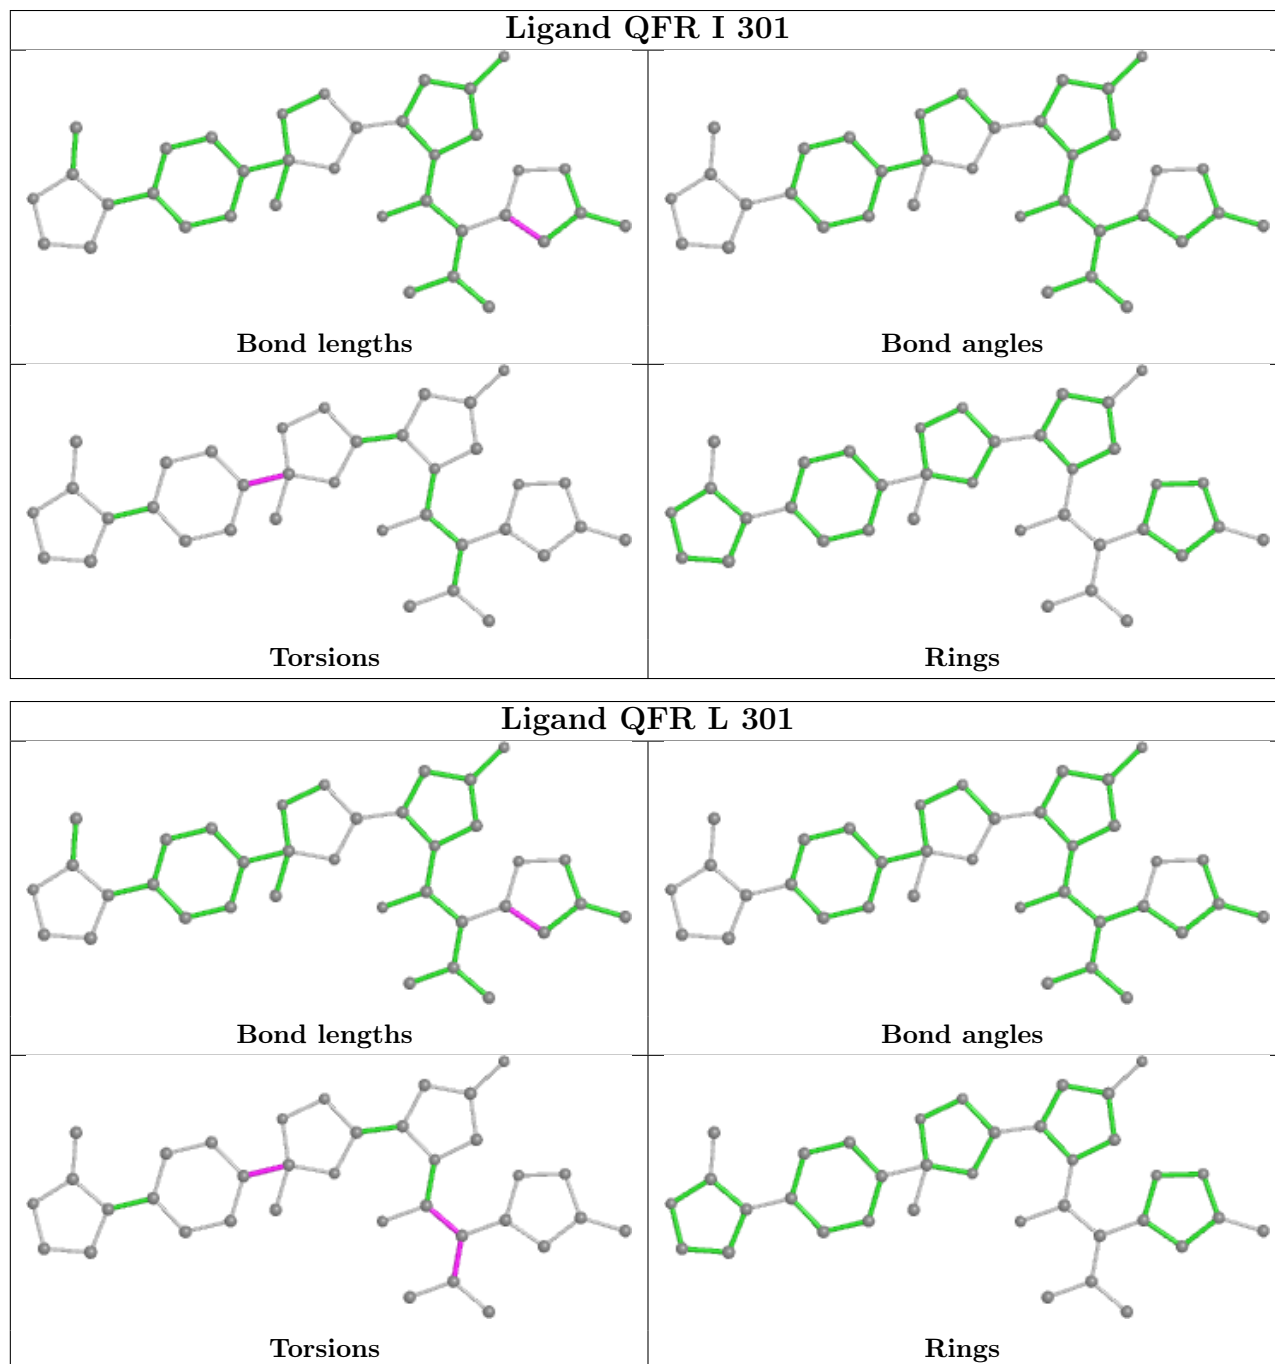 Ligand QFR I 301
Bond lengths
Bond angles
Torsions
Rings
Ligand QFR L 301
Bond lengths
Bond angles
Torsions
Rings